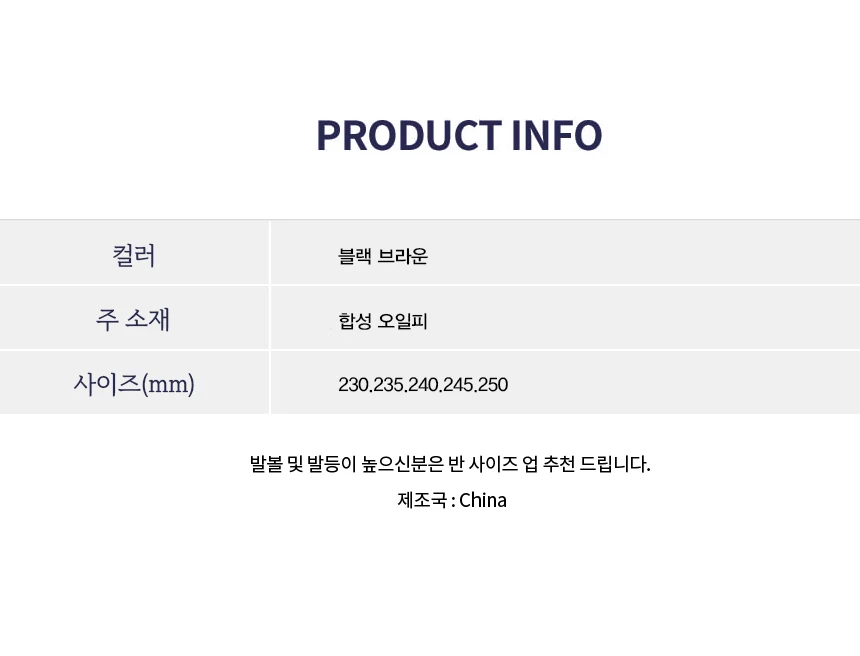 PRODUCT INFO
컬러 블랙 브라운
주 소재 합성 오일피
사이즈(mm) 230.235.240.245.250
발볼 및 발등이 높으신분은 반 사이즈 업 추천 드립니다.
제조국 : China